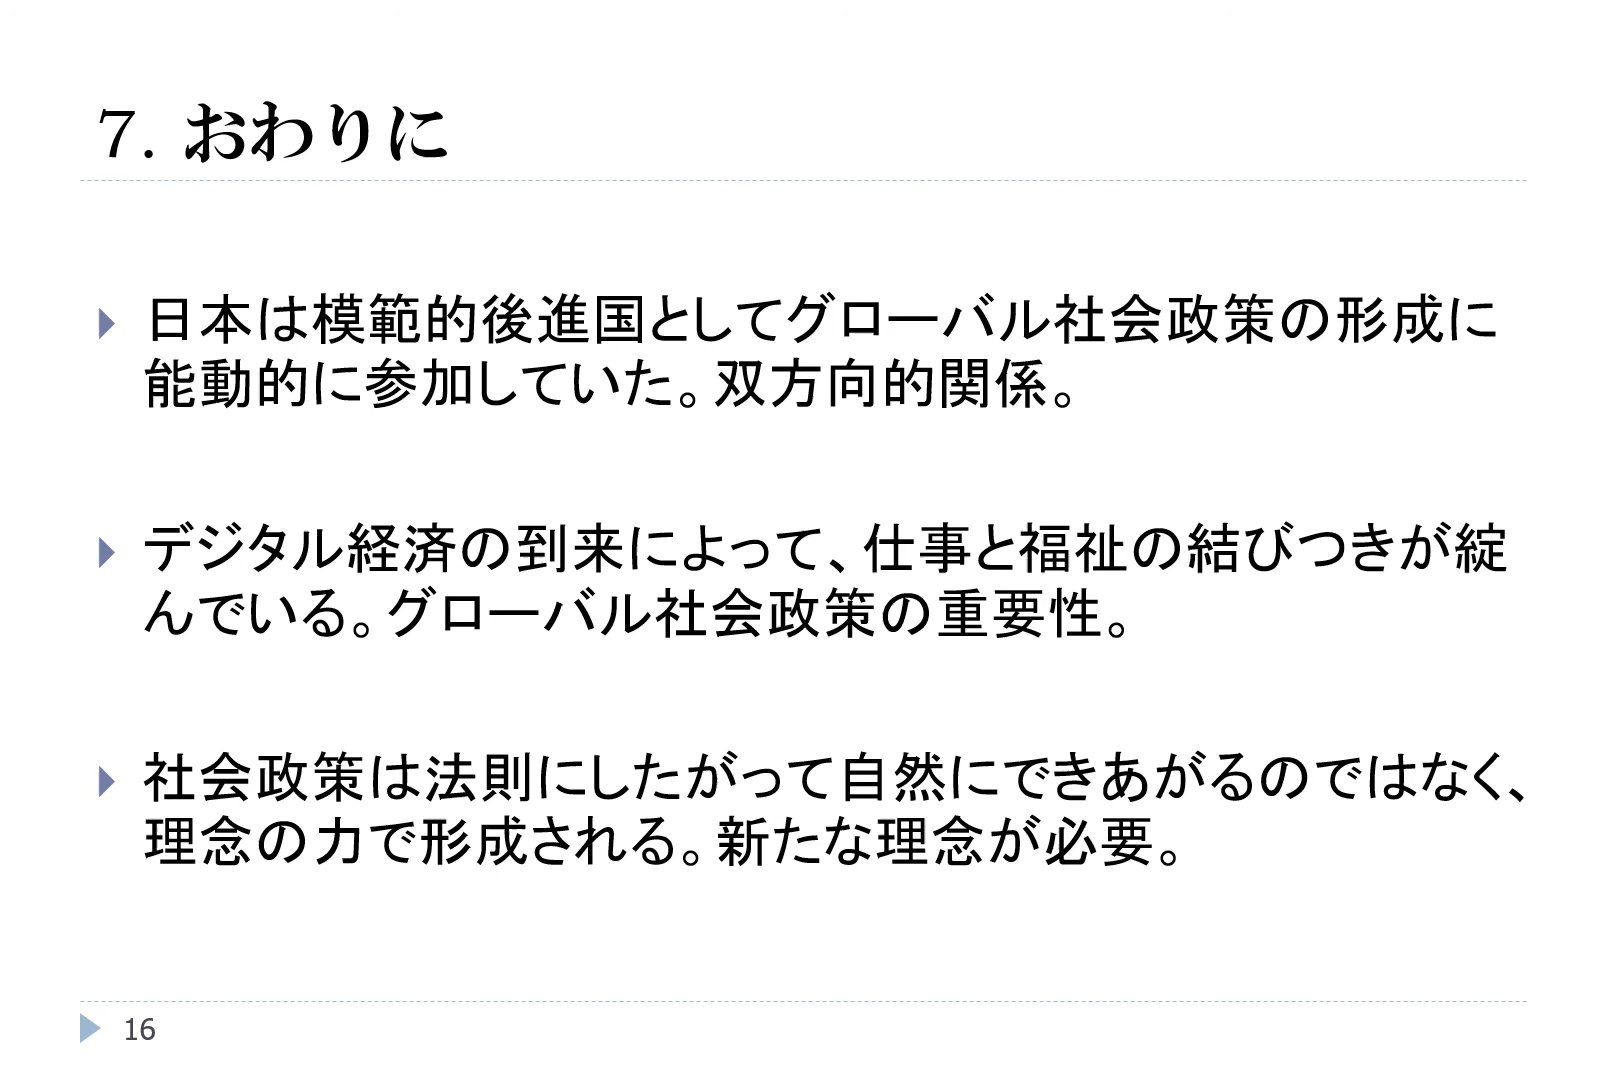 7. おわりに
日本は模範的後進国としてグローバル社会政策の形成に
能動的に参加していた。双方向的関係。
デジタル経済の到来によって、仕事と福祉の結びつきが綻
んでいる。グローバル社会政策の重要性。
社会政策は法則にしたがって自然にできあがるのではなく、
理念の力で形成される。新たな理念が必要。
16